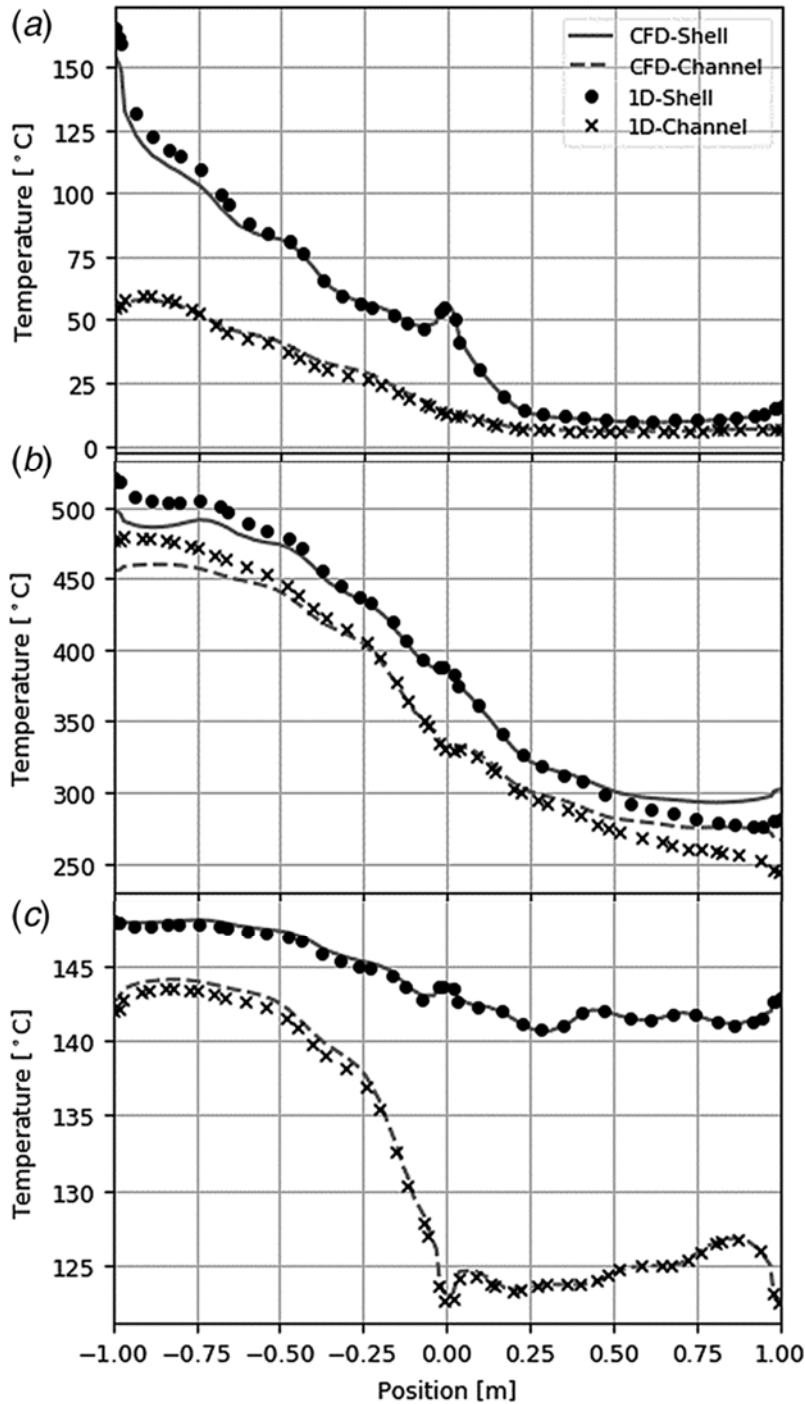 (a)
CFD-Shell
CFD-Channel
1D-Shell
1D-Channel
Temperature [°C]
150
125
100
75
50
25
0
(b)
Temperature [°C]
500
450
400
350
300
250
(c)
Temperature [°C]
145
140
135
130
125
−1.00 −0.75 −0.50 −0.25 0.00 0.25 0.50 0.75 1.00
Position [m]